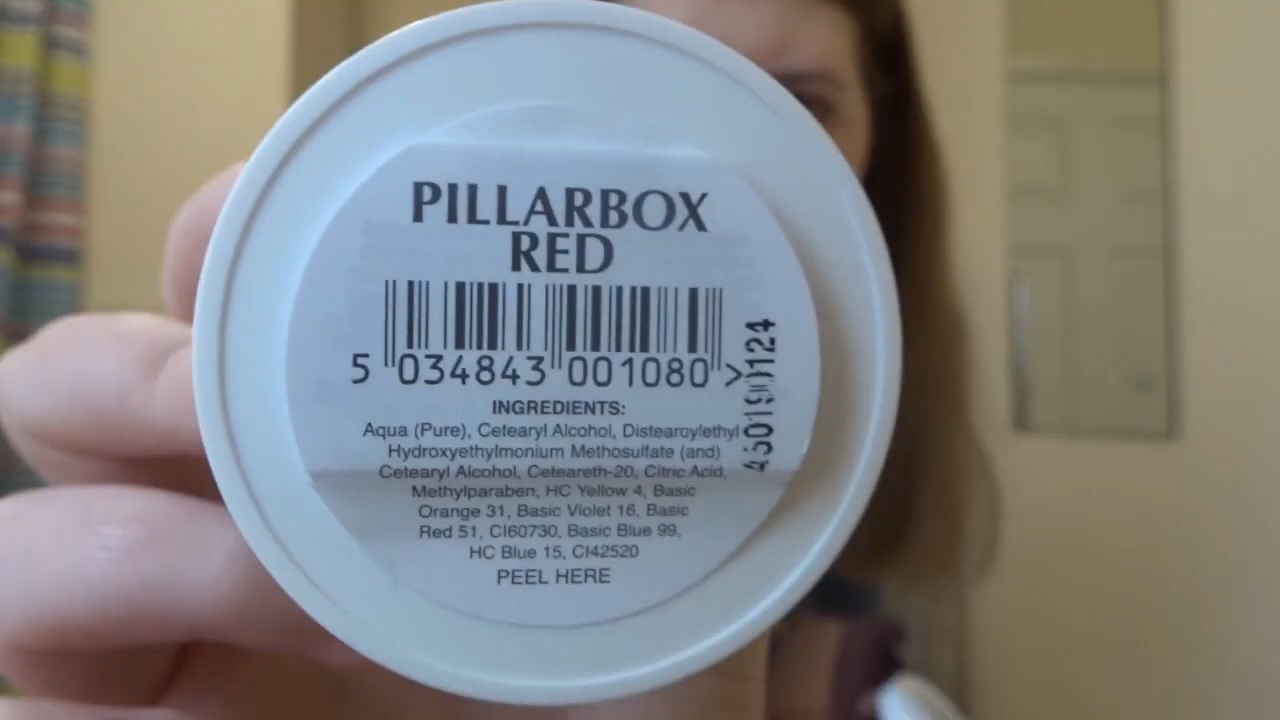 PILLARBOX
RED
5 034843 001080 >
INGREDIENTS:
Aqua (Pure), Cetearyl Alcohol, Distearoylethyl
Hydroxyethylmonium Methosulfate (and)
Cetearyl Alcohol, Ceteareth-20, Citric Acid,
Methylparaben, HC Yellow 4, Basic
Orange 31, Basic Violet 16, Basic
Red 51, CI60730, Basic Blue 99,
HC Blue 15, CI42520
PEEL HERE